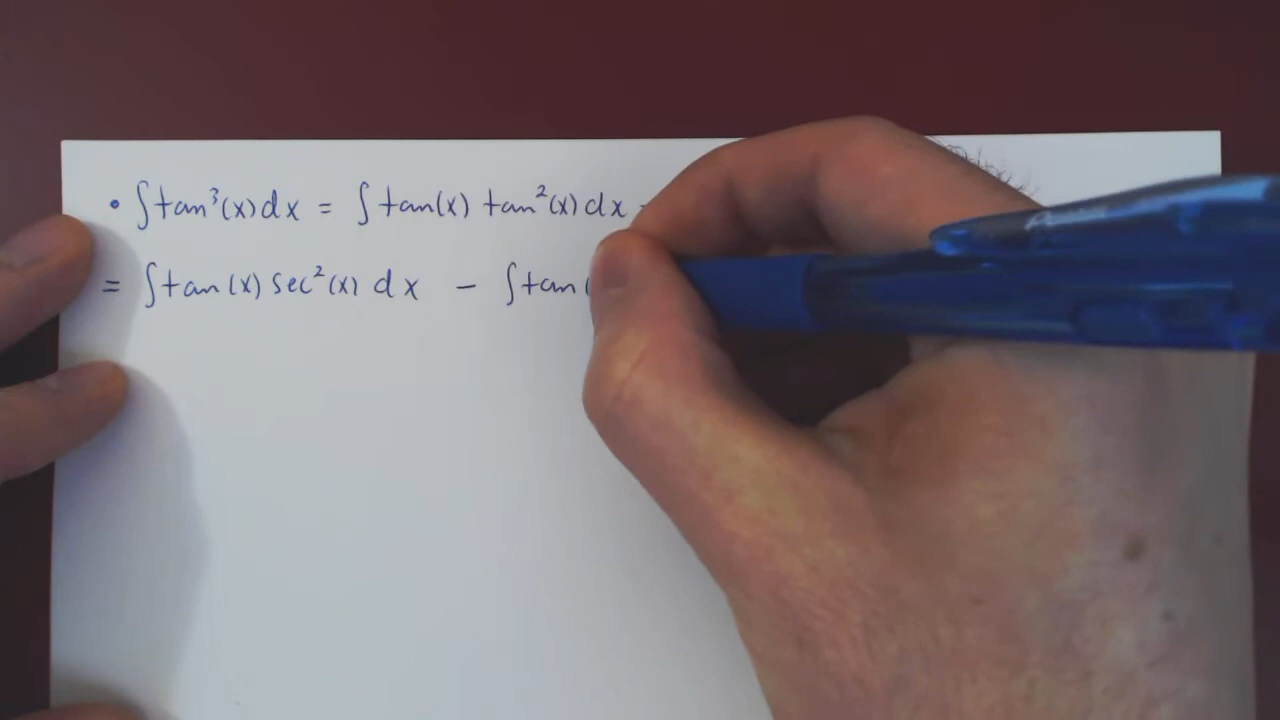 • ∫tan³(x)dx = ∫tan(x) tan²(x)dx
= ∫tan(x) sec²(x) dx − ∫tan(